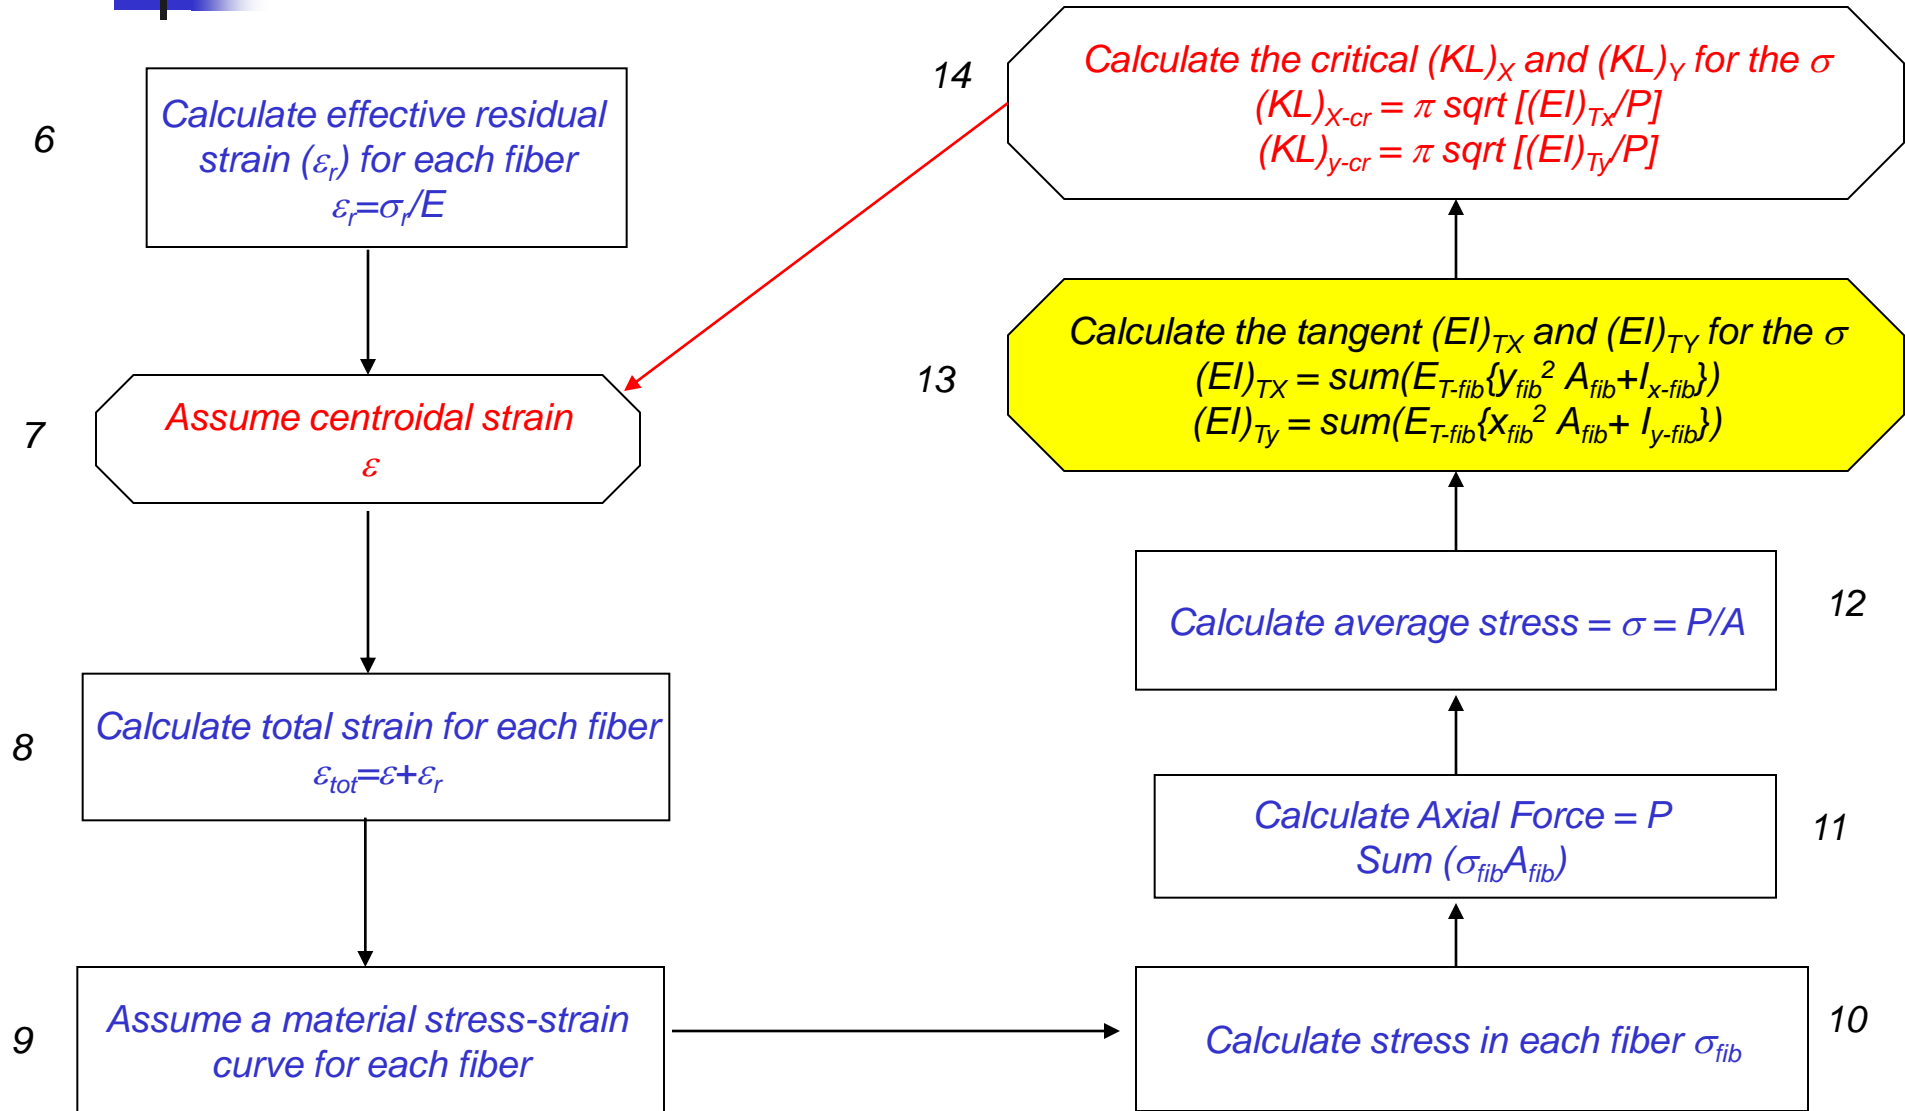 6
Calculate effective residual
strain (εr) for each fiber
εr=σr/E
7
Assume centroidal strain
ε
8
Calculate total strain for each fiber
εtot=ε+εr
9
Assume a material stress-strain
curve for each fiber
10
Calculate stress in each fiber σfib
11
Calculate Axial Force = P
Sum (σfibAfib)
12
Calculate average stress = σ = P/A
13
Calculate the tangent (EI)TX and (EI)TY for the σ
(EI)TX = sum(ET-fib{yfib² Afib+Ix-fib})
(EI)Ty = sum(ET-fib{xfib² Afib+ Iy-fib})
14
Calculate the critical (KL)X and (KL)Y for the σ
(KL)X-cr = π sqrt [(EI)Tx/P]
(KL)y-cr = π sqrt [(EI)Ty/P]